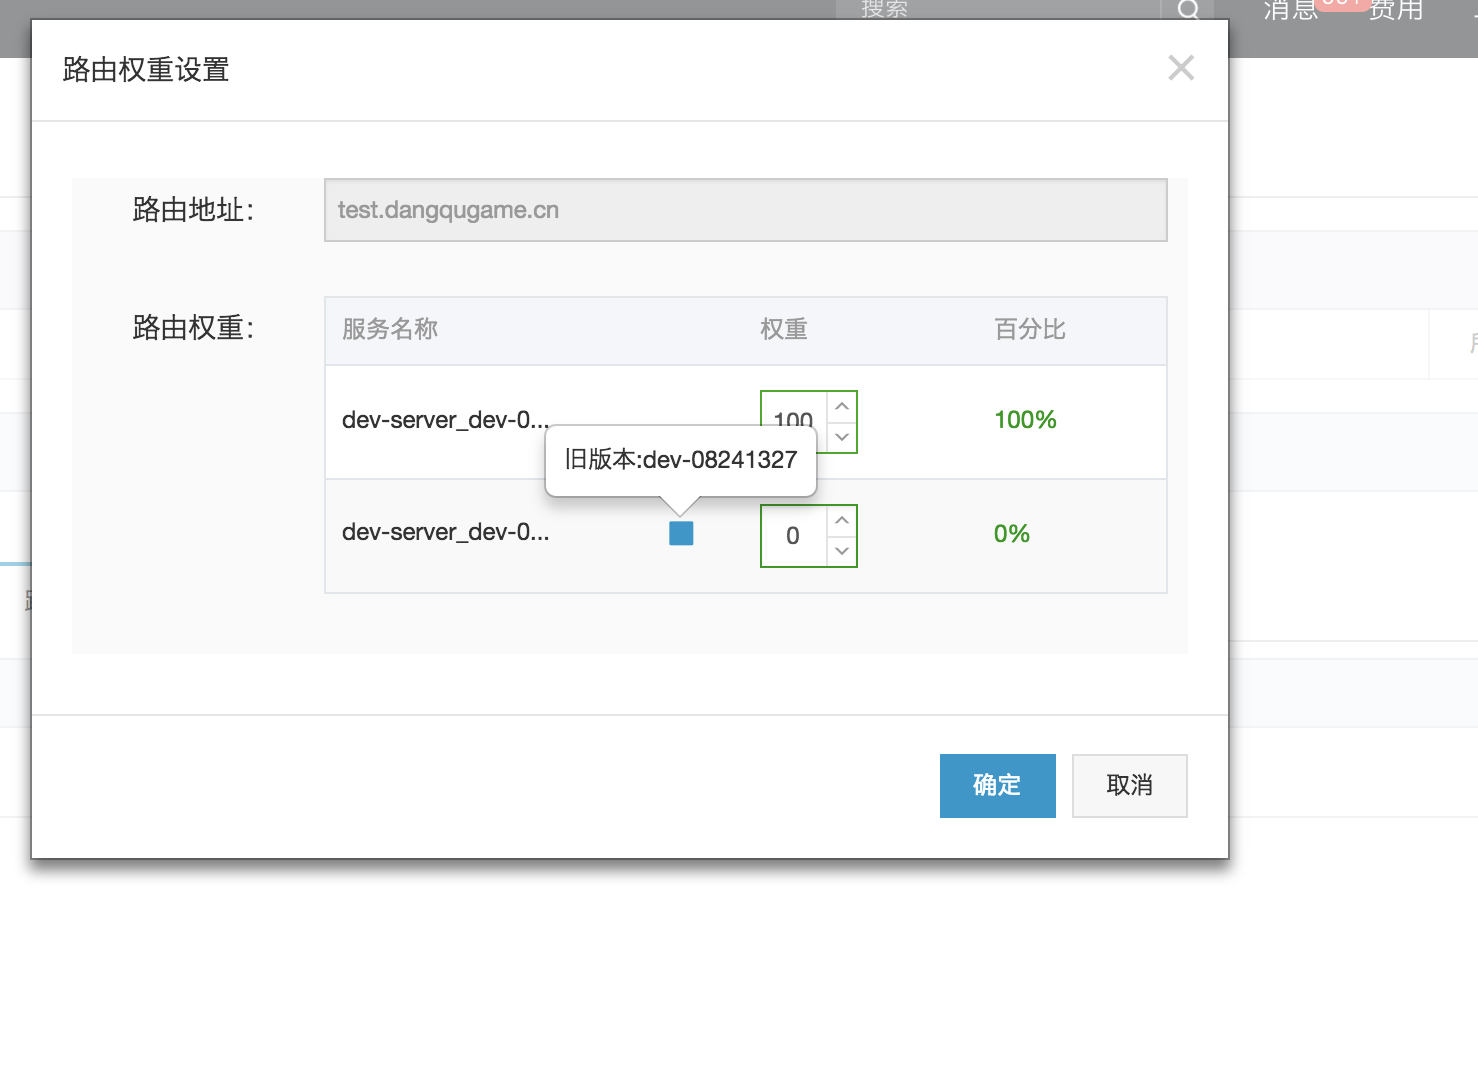 搜索
消息
费用
路由权重设置
路由地址:
test.dangqugame.cn
路由权重:
服务名称 权重 百分比
dev-server_dev-0... 100 100%
旧版本:dev-08241327
dev-server_dev-0... 0 0%
确定 取消